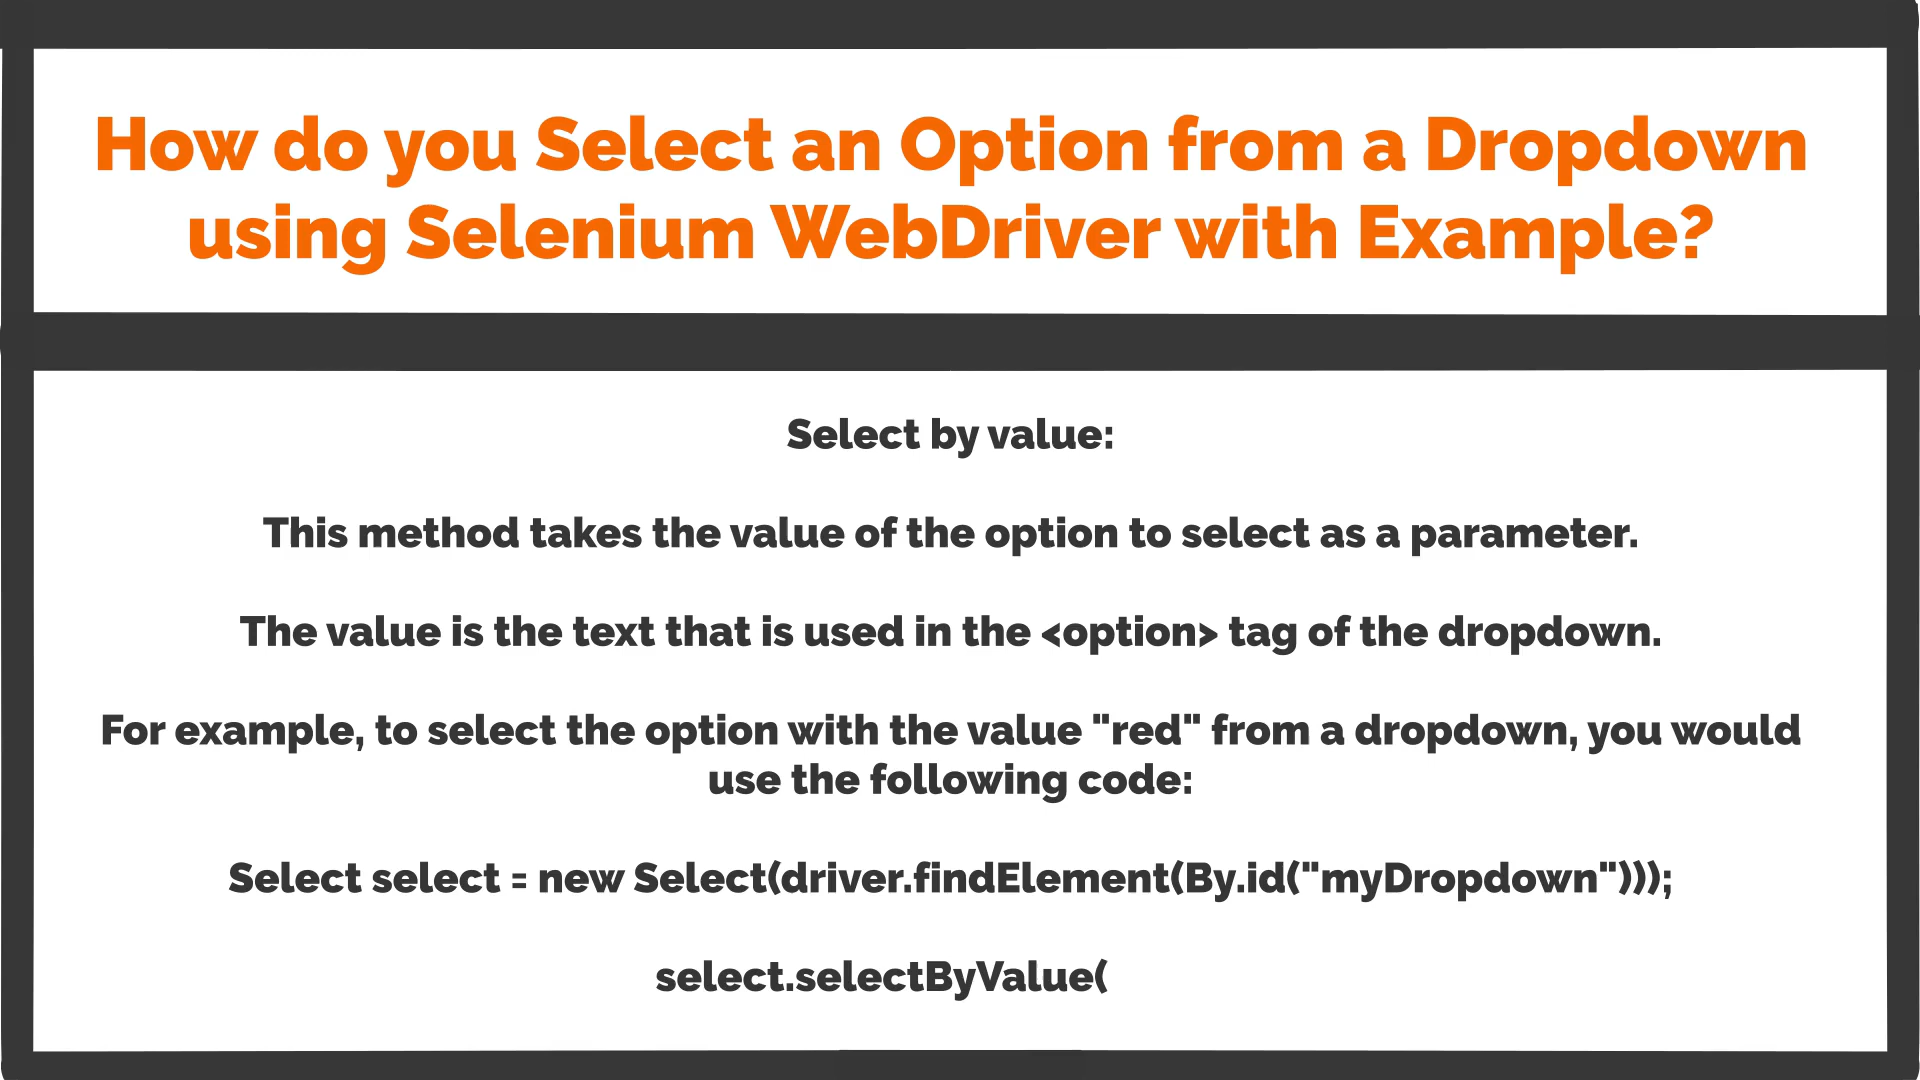 How do you Select an Option from a Dropdown
using Selenium WebDriver with Example?
Select by value:
This method takes the value of the option to select as a parameter.
The value is the text that is used in the <option> tag of the dropdown.
For example, to select the option with the value "red" from a dropdown, you would
use the following code:
Select select = new Select(driver.findElement(By.id("myDropdown")));
select.selectByValue(